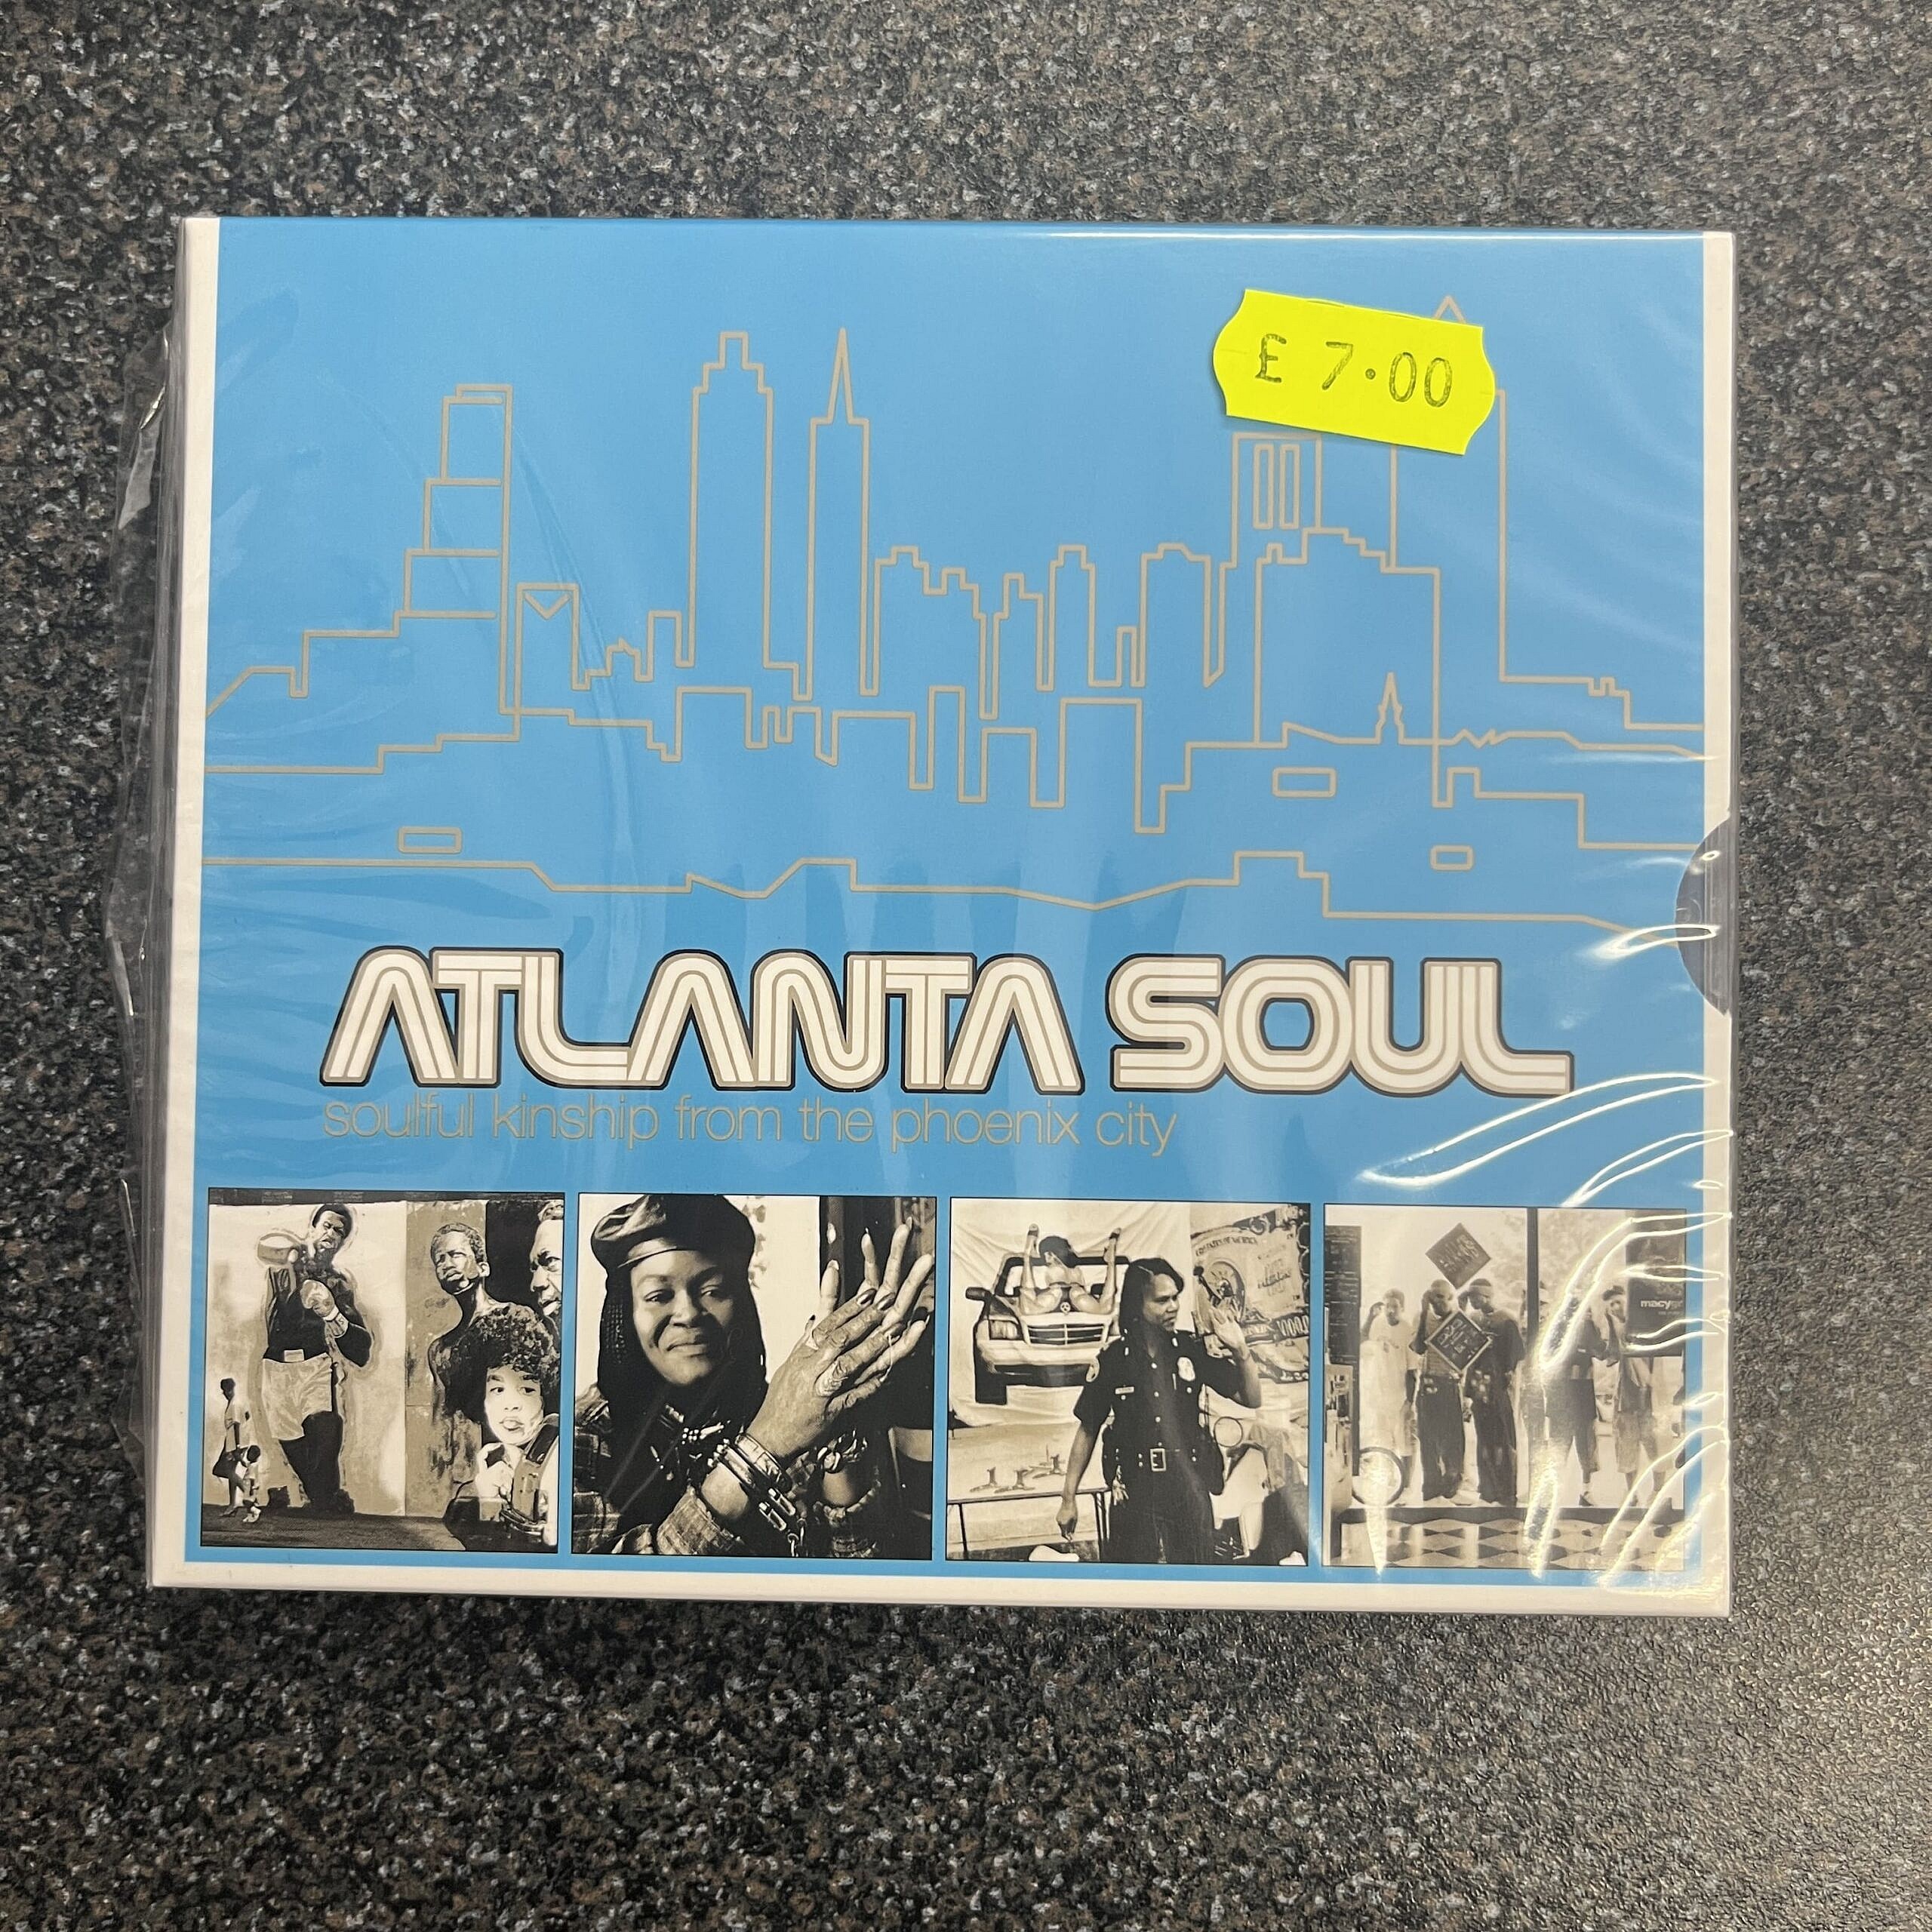 £ 7.00
ATLANTA SOUL
soulful kinship from the phoenix city